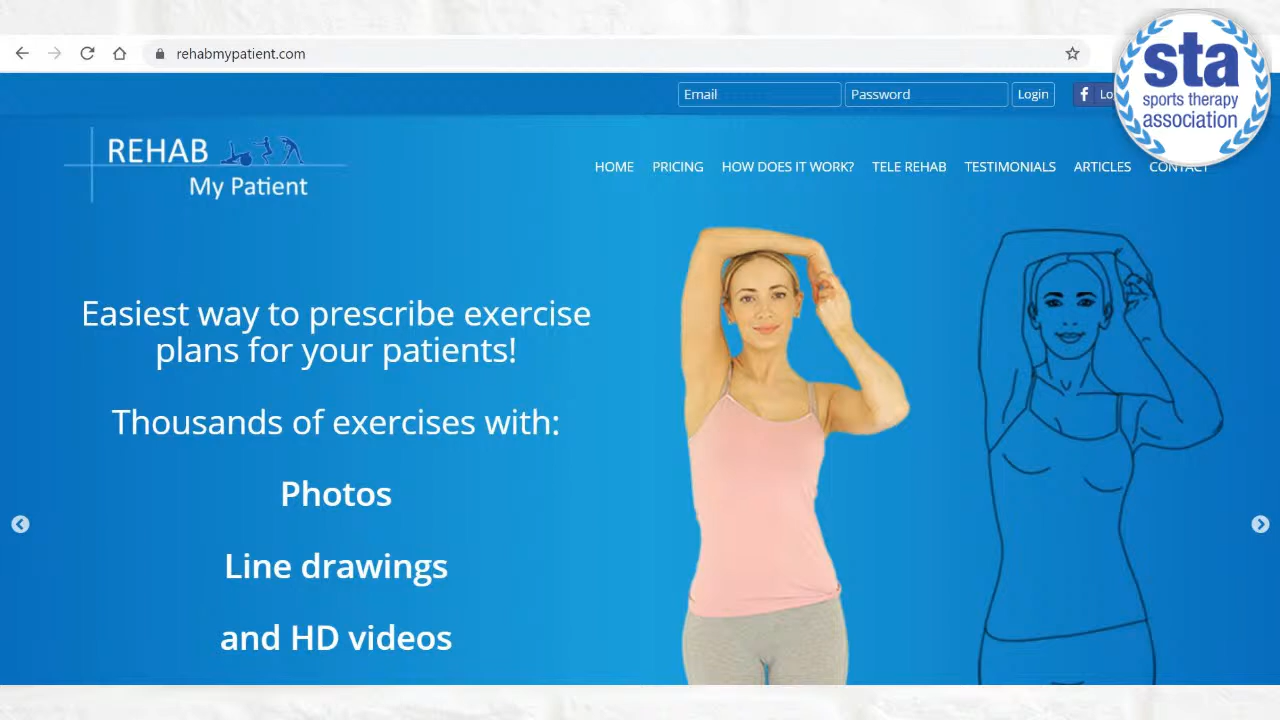 rehabmypatient.com
sta
sports therapy
association
Email
Password
Login
REHAB
My Patient
HOME
PRICING
HOW DOES IT WORK?
TELE REHAB
TESTIMONIALS
ARTICLES
CONTACT
Easiest way to prescribe exercise
plans for your patients!
Thousands of exercises with:
Photos
Line drawings
and HD videos